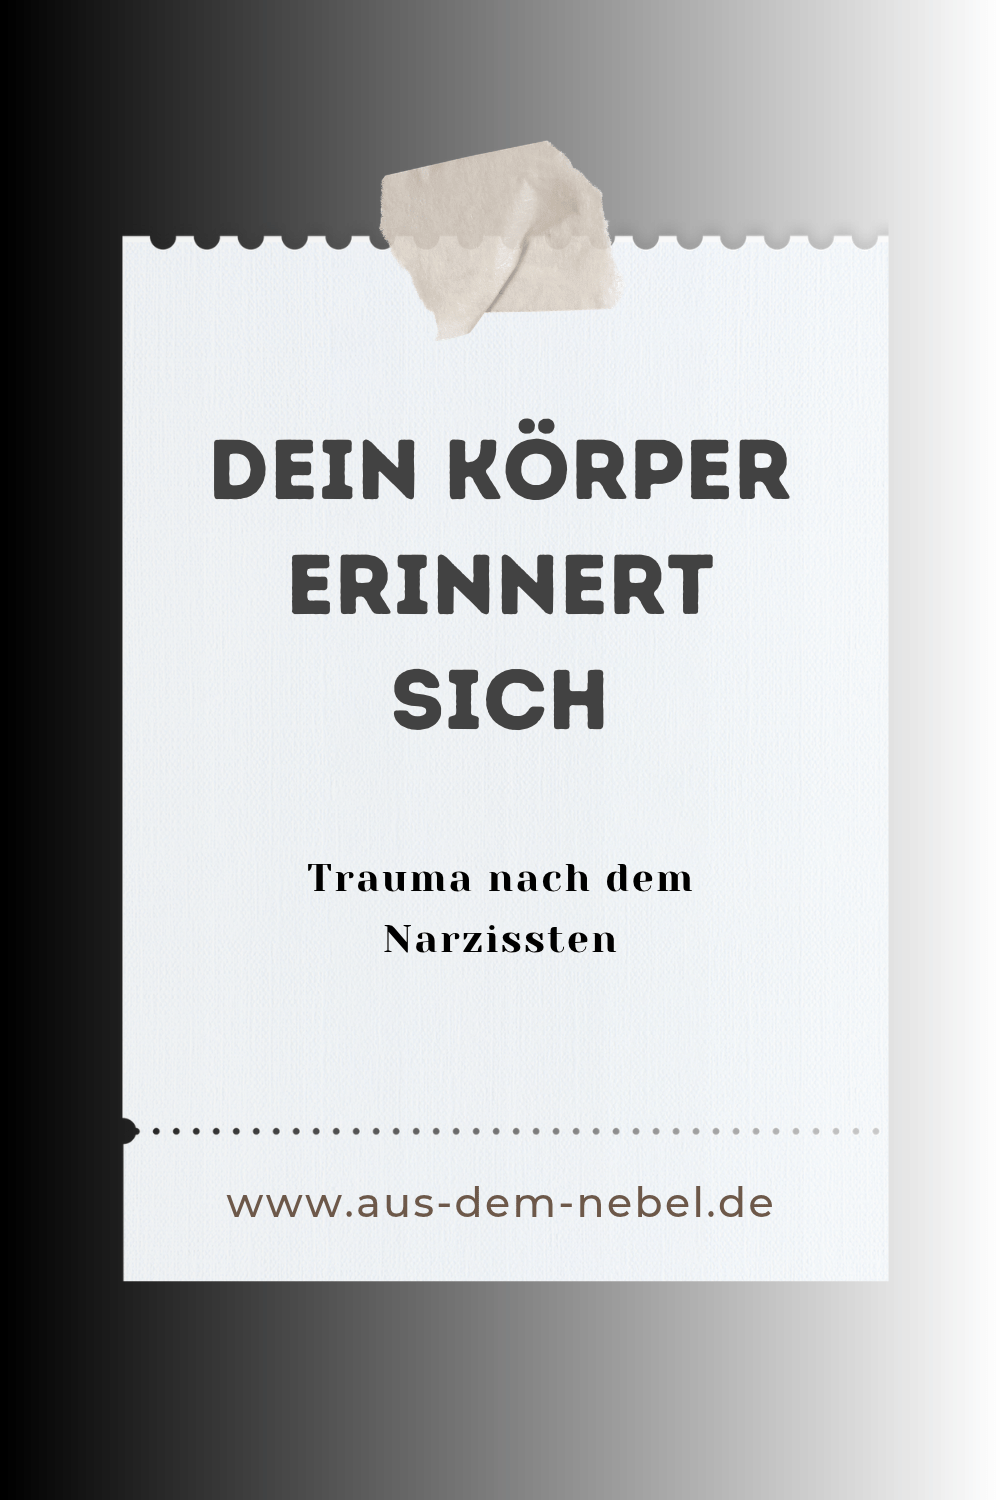 DEIN KÖRPER
ERINNERT
SICH
Trauma nach dem
Narzissten
www.aus-dem-nebel.de